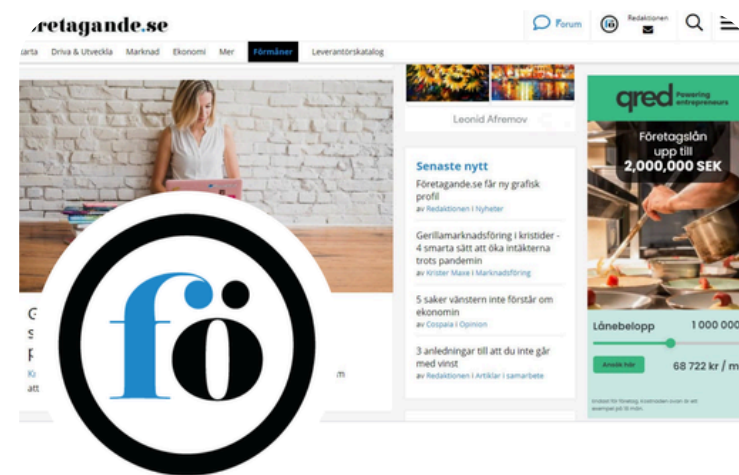 retagande.se
Forum
fö
Redaktionen
Driva & Utveckla
Marknad
Ekonomi
Mer
Förmåner
Leverantörskatalog
Leonid Afremov
Senaste nytt
Företagande.se får ny grafisk
profil
av Redaktionen i Nyheter
Gerillamarknadsföring i kristider -
4 smarta sätt att öka intäkterna
trots pandemin
av Krister Maxe i Marknadsföring
5 saker vänstern inte förstår om
ekonomin
av Cospaia i Opinion
3 anledningar till att du inte går
med vinst
av Redaktionen i Artiklar i samarbete
G
att
m
fö
qred Powering
entrepreneurs
Företagslån
upp till
2,000,000 SEK
Lånebelopp 1 000 000
Ansök här 68 722 kr / m